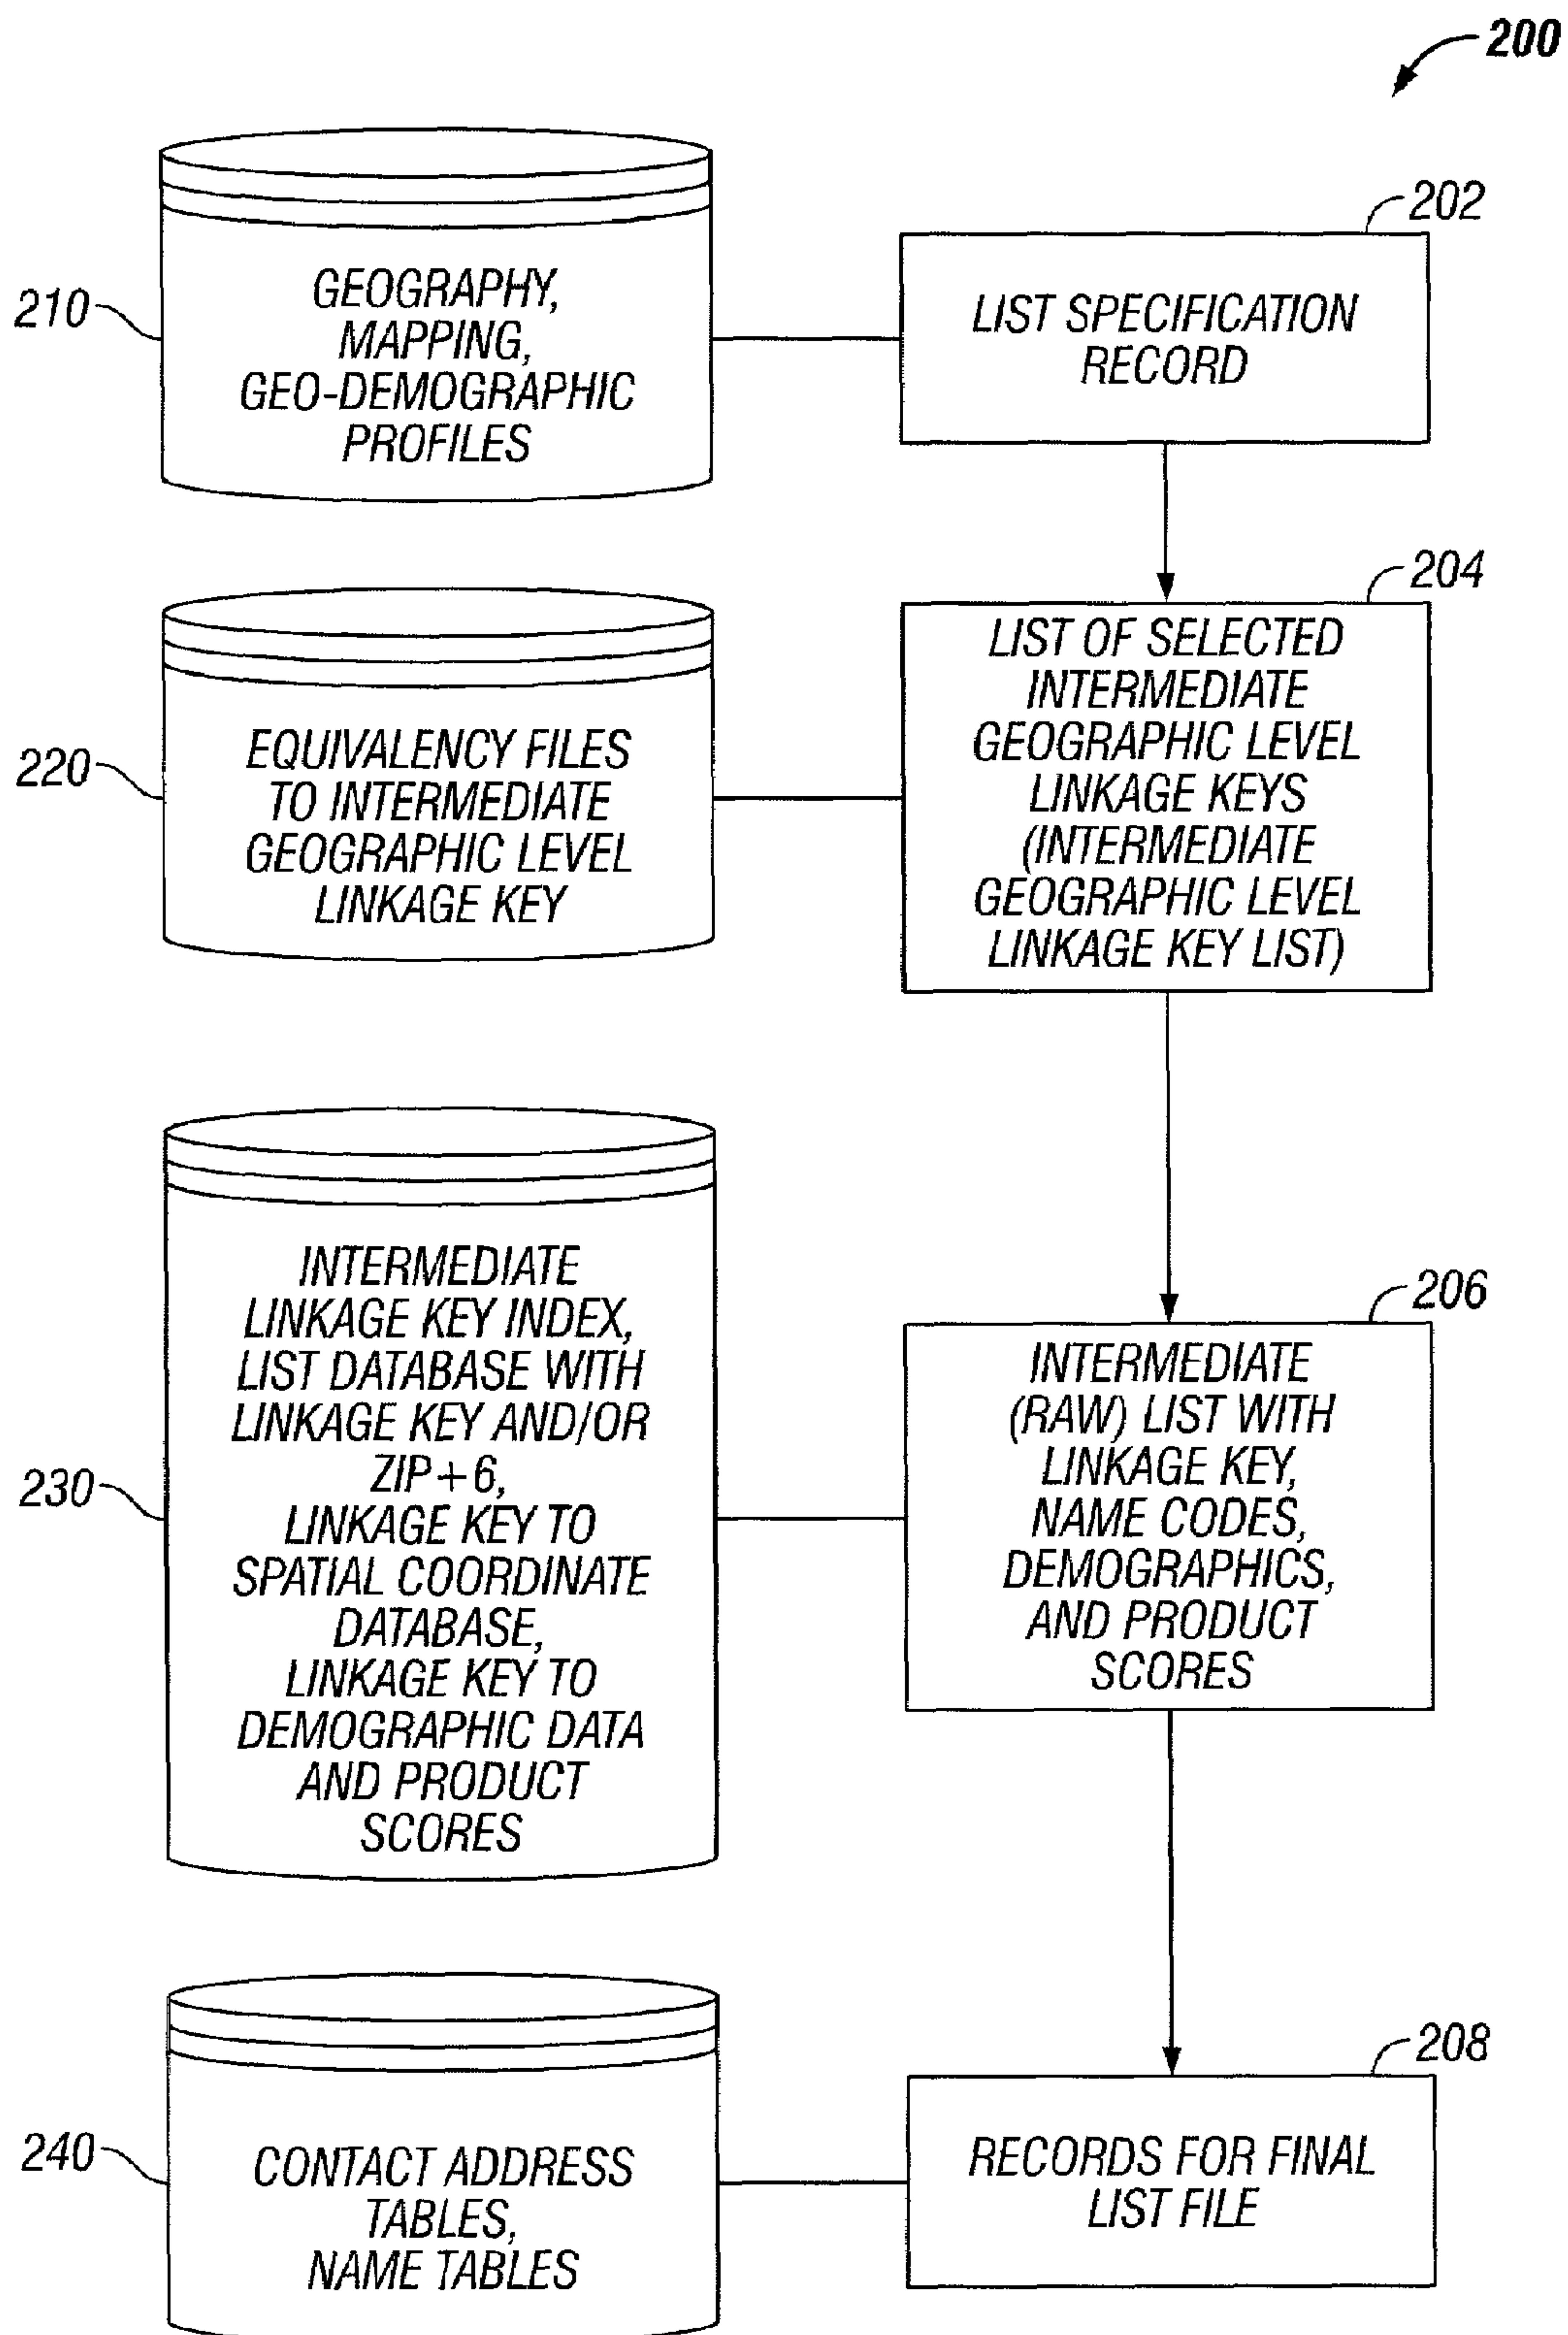 200
210
GEOGRAPHY,
MAPPING,
GEO-DEMOGRAPHIC
PROFILES
202
LIST SPECIFICATION
RECORD
220
EQUIVALENCY FILES
TO INTERMEDIATE
GEOGRAPHIC LEVEL
LINKAGE KEY
204
LIST OF SELECTED
INTERMEDIATE
GEOGRAPHIC LEVEL
LINKAGE KEYS
(INTERMEDIATE
GEOGRAPHIC LEVEL
LINKAGE KEY LIST)
230
INTERMEDIATE
LINKAGE KEY INDEX,
LIST DATABASE WITH
LINKAGE KEY AND/OR
ZIP+6,
LINKAGE KEY TO
SPATIAL COORDINATE
DATABASE,
LINKAGE KEY TO
DEMOGRAPHIC DATA
AND PRODUCT
SCORES
206
INTERMEDIATE
(RAW) LIST WITH
LINKAGE KEY,
NAME CODES,
DEMOGRAPHICS,
AND PRODUCT
SCORES
240
CONTACT ADDRESS
TABLES,
NAME TABLES
208
RECORDS FOR FINAL
LIST FILE